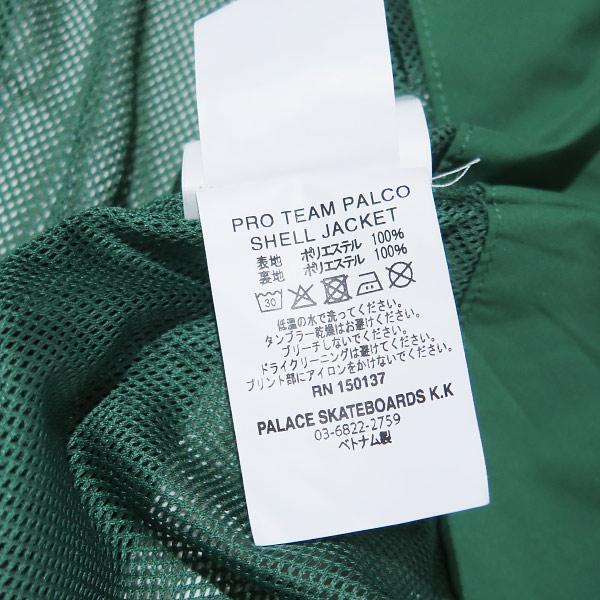 PRO TEAM PALCO
SHELL JACKET
表地 ポリエステル 100%
裏地 ポリエステル 100%
30
低温の水で洗ってください。
タンブラー乾燥はお避けください。
ブリーチしないでください。
ドライクリーニングは避けてください。
プリント部にアイロンをかけないでください。
RN 150137
PALACE SKATEBOARDS K.K
03-6822-2759
ベトナム製